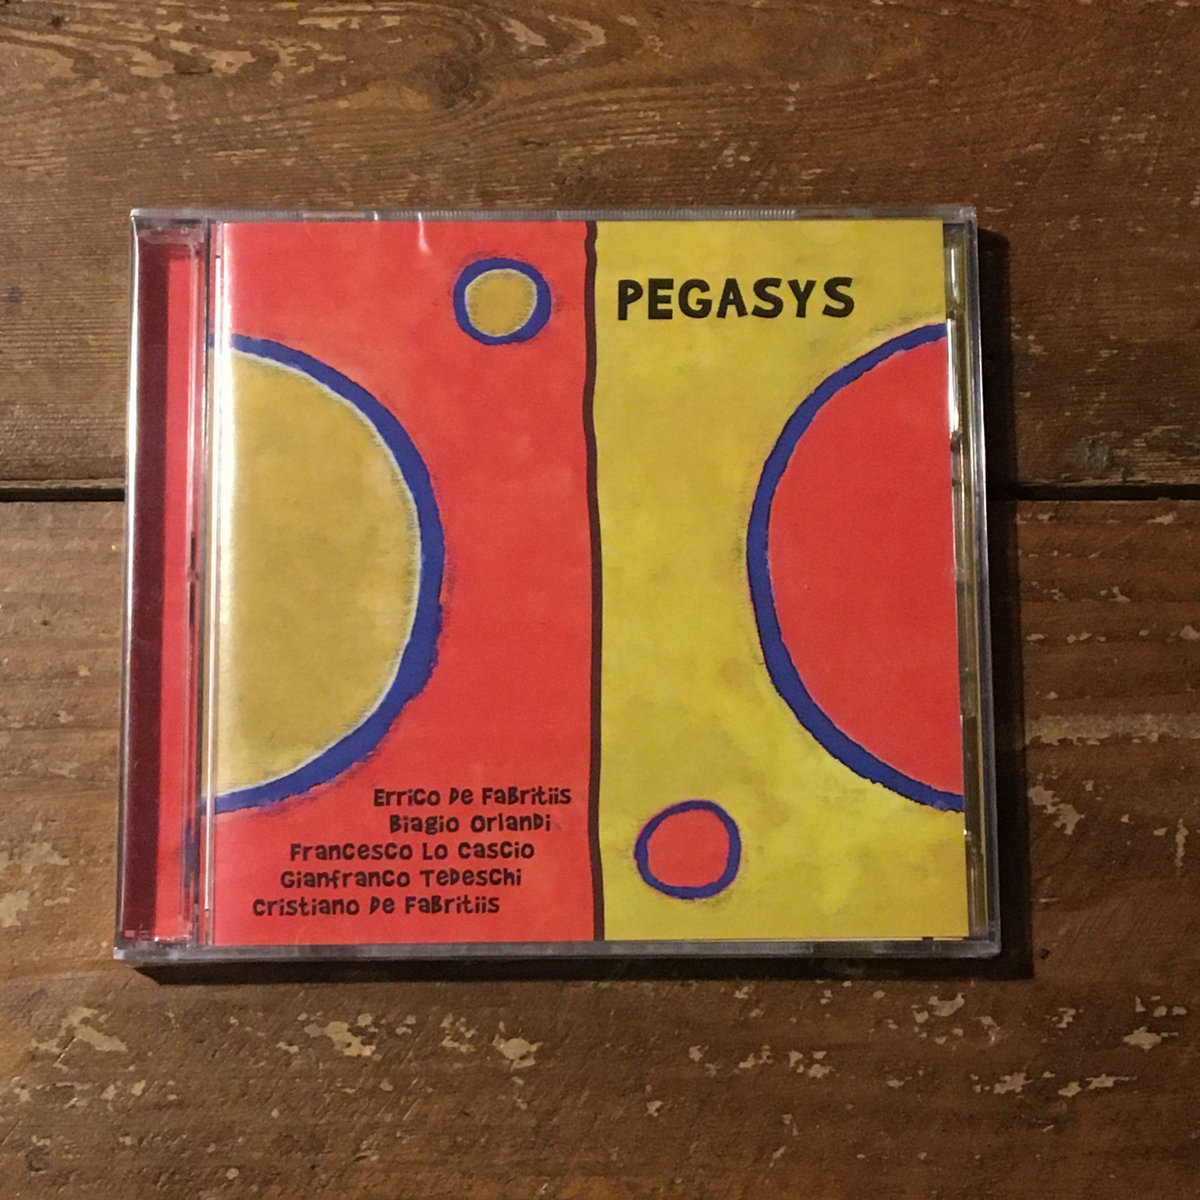 PEGASYS
Errico De Fabritiis
Biagio Orlandi
Francesco Lo Cascio
Gianfranco Tedeschi
Cristiano De Fabritiis